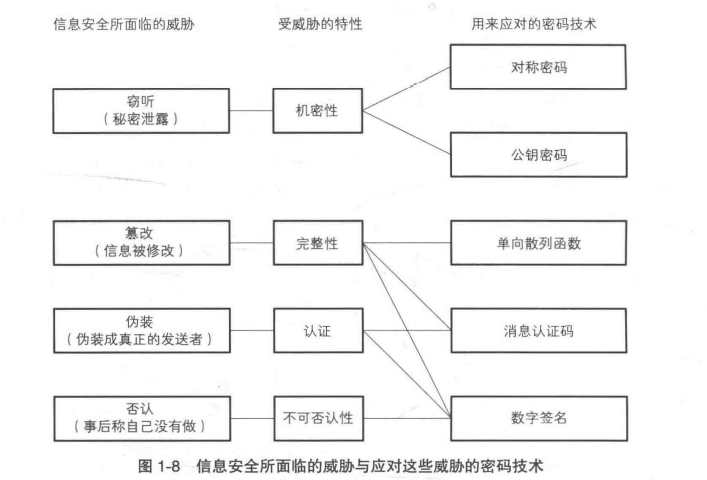 信息安全所面临的威胁
受威胁的特性
用来应对的密码技术
窃听
（秘密泄露）
机密性
对称密码
公钥密码
篡改
（信息被修改）
完整性
单向散列函数
伪装
（伪装成真正的发送者）
认证
消息认证码
否认
（事后称自己没有做）
不可否认性
数字签名
图 1-8 信息安全所面临的威胁与应对这些威胁的密码技术